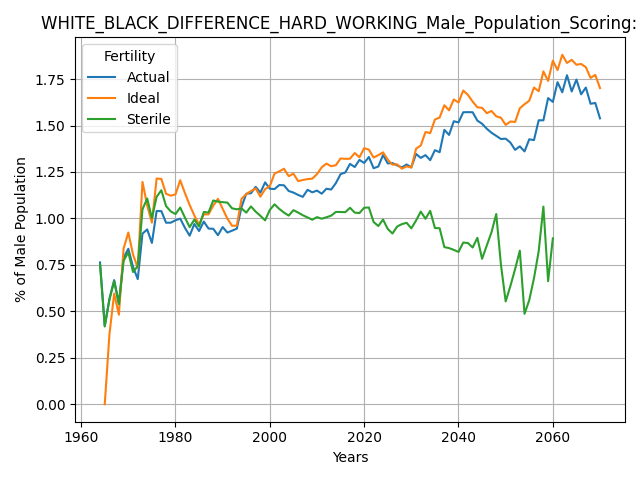 WHITE_BLACK_DIFFERENCE_HARD_WORKING_Male_Population_Scoring:
Fertility
Actual
Ideal
Sterile
% of Male Population
1.75
1.50
1.25
1.00
0.75
0.50
0.25
0.00
1960 1980 2000 2020 2040 2060
Years